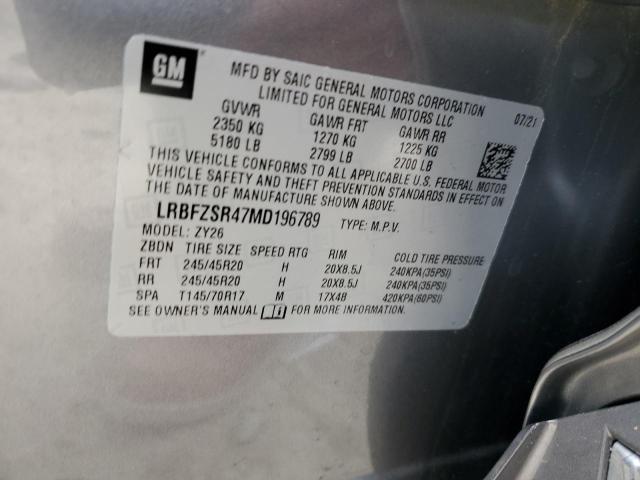 GM
MFD BY SAIC GENERAL MOTORS CORPORATION
LIMITED FOR GENERAL MOTORS LLC
07/21
GVWR GAWR FRT GAWR RR
2350 KG 1270 KG 1225 KG
5180 LB 2799 LB 2700 LB
THIS VEHICLE CONFORMS TO ALL APPLICABLE U.S. FEDERAL MOTOR
VEHICLE SAFETY AND THEFT PREVENTION STANDARDS IN EFFECT ON
THE DATE OF MANUFACTURE SHOWN ABOVE.
LRBFZSR47MD196789 TYPE: M.P.V.
MODEL: ZY26
ZBDN TIRE SIZE SPEED RTG RIM COLD TIRE PRESSURE
FRT 245/45R20 H 20X8.5J 240KPA(35PSI)
RR 245/45R20 H 20X8.5J 240KPA(35PSI)
SPA T145/70R17 M 17X4B 420KPA(60PSI)
SEE OWNER'S MANUAL FOR MORE INFORMATION.